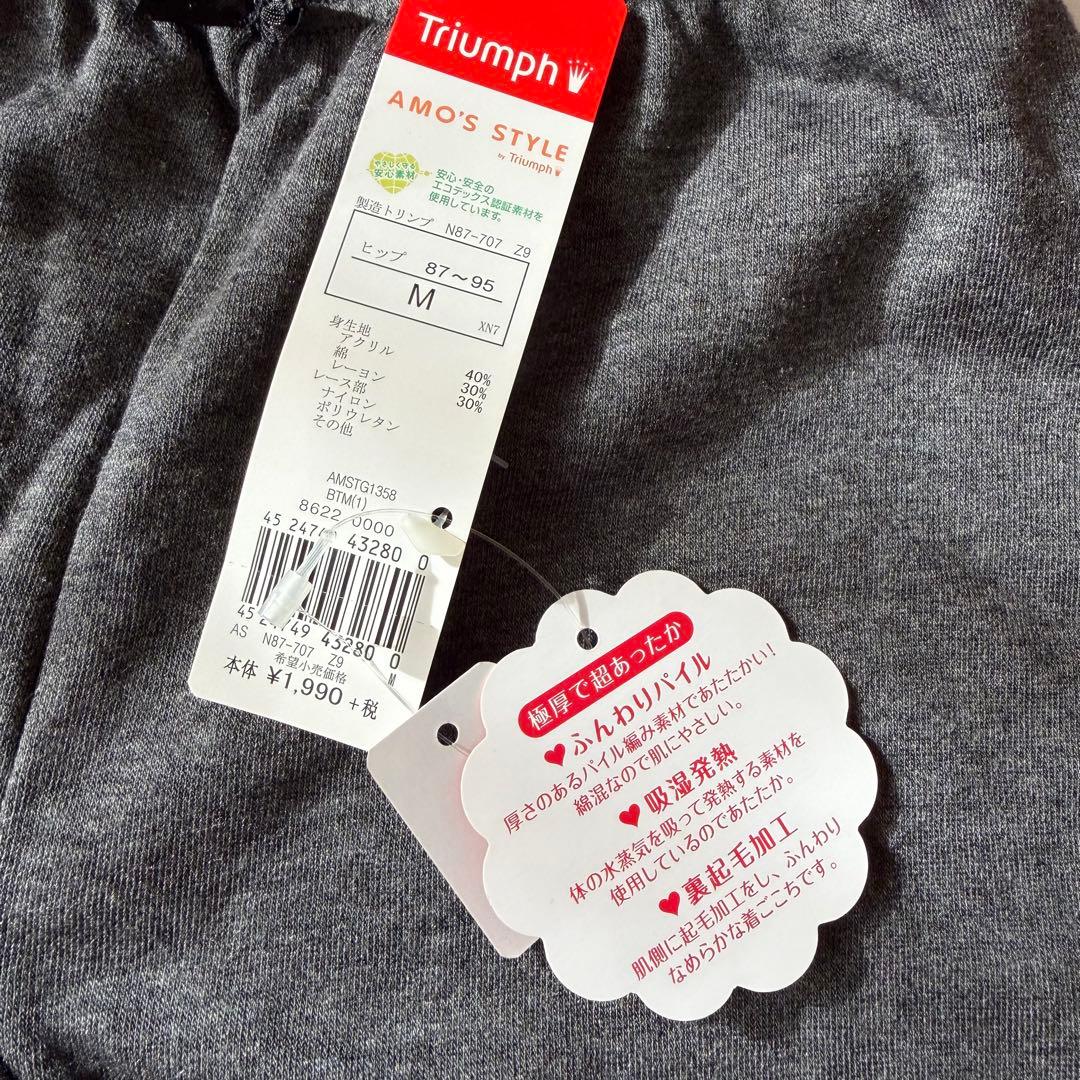 Triumph
AMO'S STYLE
by Triumph
やさしく守る
安心素材
安心・安全の
エコテックス認証素材を
使用しています。
製造トリンプ N87-707 Z9
ヒップ 87〜95
M
XN7
身生地
アクリル 40%
綿 30%
レーヨン 30%
レース部
ナイロン
ポリウレタン
その他
AMSTG1358
BTM(1)
8622 0000
43280 0
43280 0
AS N87-707 Z9
M
希望小売価格
本体 ¥1,990+税
極厚で超あったか
ふんわりパイル
厚さのあるパイル編み素材であたたかい!
綿混なので肌にやさしい。
吸湿発熱
体の水蒸気を吸って発熱する素材を
使用しているのであたたか。
裏起毛加工
肌側に起毛加工をし、ふんわり
なめらかな着ごこちです。